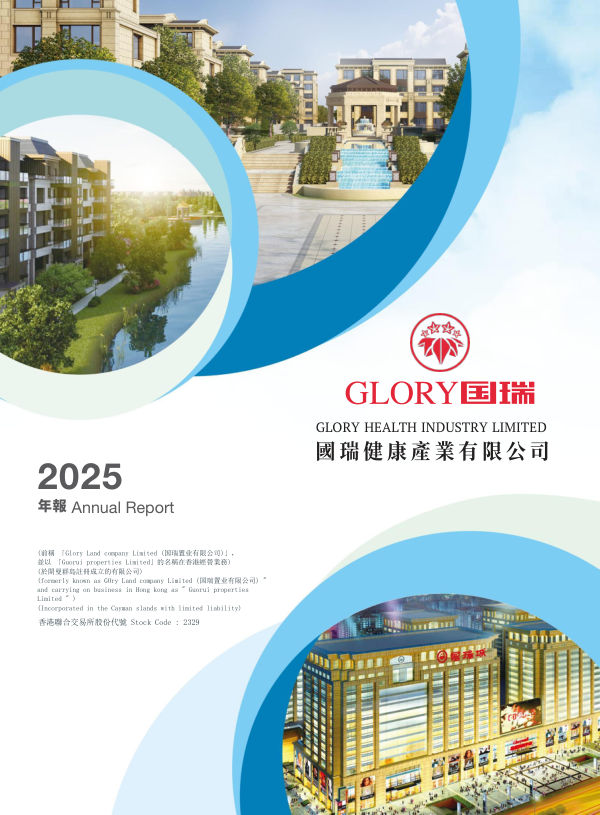 GLORY国瑞
GLORY HEALTH INDUSTRY LIMITED
國瑞健康產業有限公司
2025
年報 Annual Report
(前稱 「Glory Land company Limited (国瑞置业有限公司)」,
並以 「Guorui properties Limited」的名稱在香港經營業務)
(於開曼群島註冊成立的有限公司)
(formerly known as G0ry Land company Limited (国瑞置业有限公司) "
and carrying on business in Hong kong as " Guorui properties
Limited " )
(Incorporated in the Cayman slands with limited liability)
香港聯合交易所股份代號 Stock Code : 2329